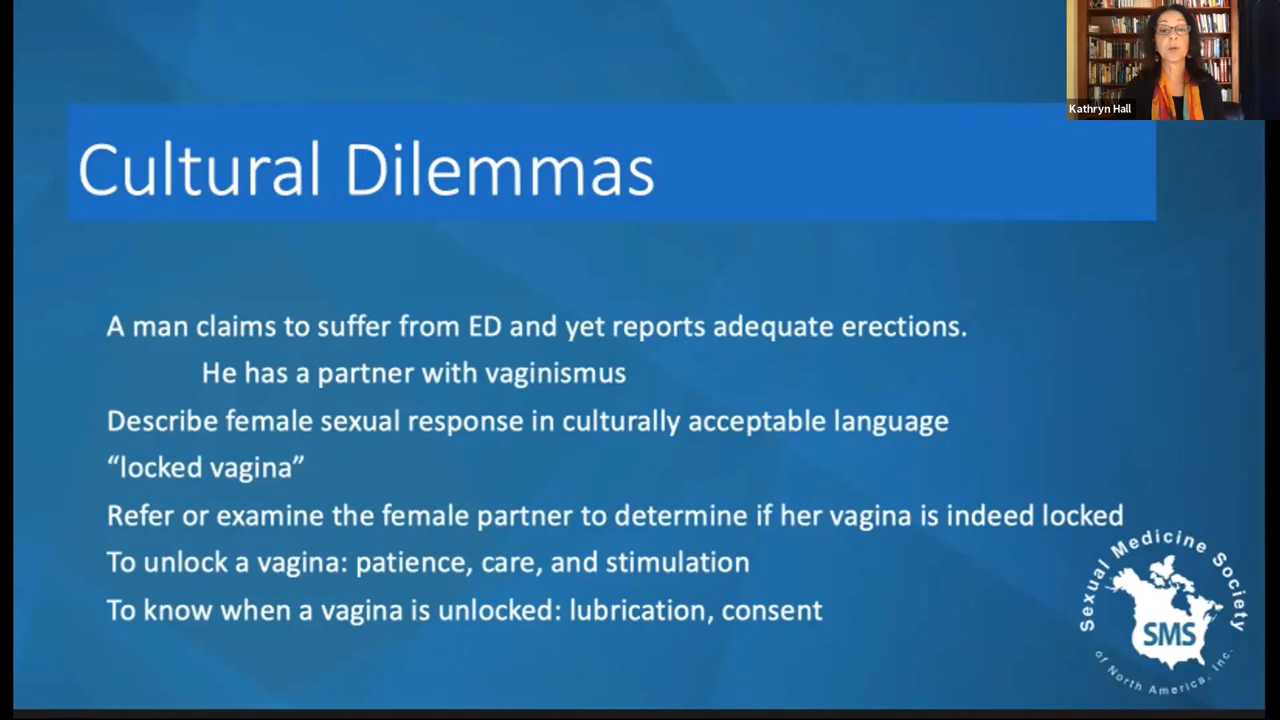 Kathryn Hall
Cultural Dilemmas
A man claims to suffer from ED and yet reports adequate erections.
He has a partner with vaginismus
Describe female sexual response in culturally acceptable language
“locked vagina”
Refer or examine the female partner to determine if her vagina is indeed locked
To unlock a vagina: patience, care, and stimulation
To know when a vagina is unlocked: lubrication, consent
Sexual Medicine Society
SMS
of North America, Inc.